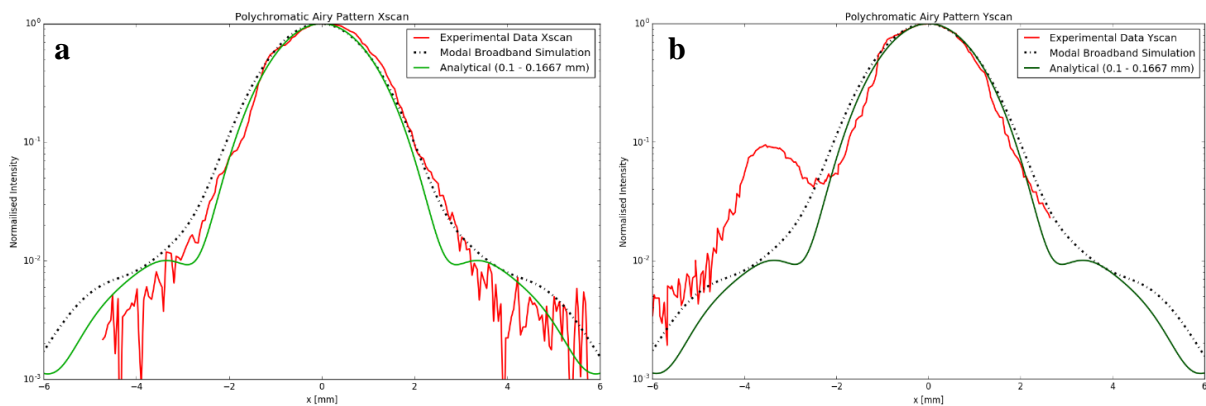 Polychromatic Airy Pattern Xscan
a
Experimental Data Xscan
Modal Broadband Simulation
Analytical (0.1 - 0.1667 mm)
Normalised Intensity
10^0
10^-1
10^-2
10^-3
−6 −4 −2 0 2 4 6
x [mm]
Polychromatic Airy Pattern Yscan
b
Experimental Data Yscan
Modal Broadband Simulation
Analytical (0.1 - 0.1667 mm)
Normalised Intensity
10^0
10^-1
10^-2
10^-3
−6 −4 −2 0 2 4 6
x [mm]